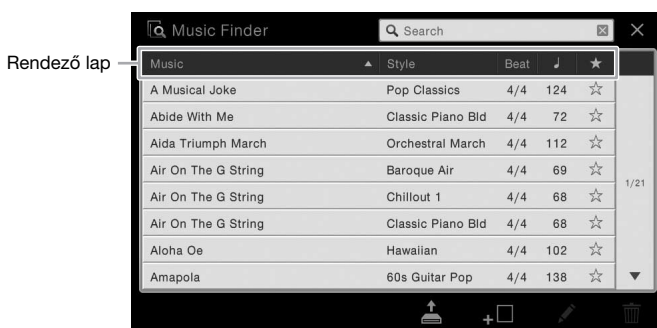 Music Finder
Search
Rendező lap
Music ▲ Style Beat ♩ ★
A Musical Joke Pop Classics 4/4 124 ☆
Abide With Me Classic Piano Bld 4/4 72 ☆
Aida Triumph March Orchestral March 4/4 112 ☆
Air On The G String Baroque Air 4/4 69 ☆
Air On The G String Chillout 1 4/4 68 ☆
Air On The G String Classic Piano Bld 4/4 68 ☆
Aloha Oe Hawaiian 4/4 102 ☆
Amapola 60s Guitar Pop 4/4 138 ☆
1/21